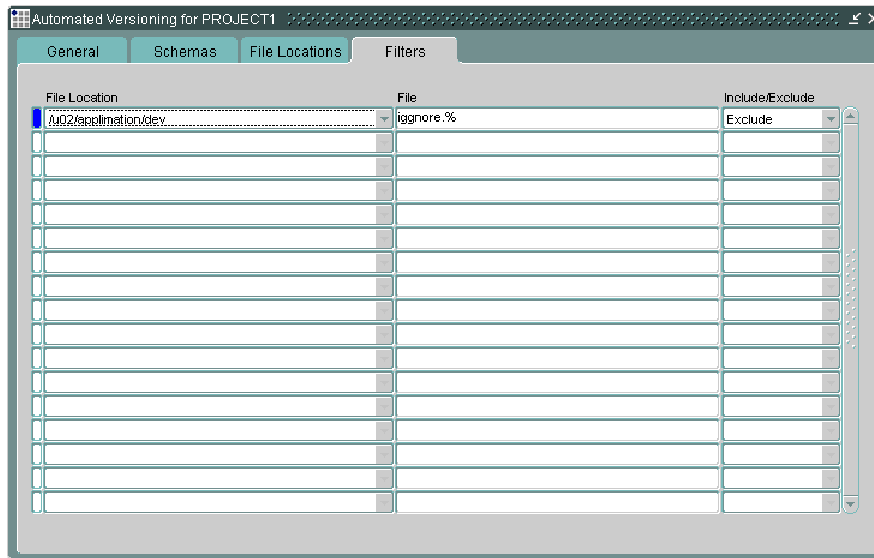 Automated Versioning for PROJECT1
General Schemas File Locations Filters
File Location File Include/Exclude
/u02/applimation/dev iggnore.% Exclude